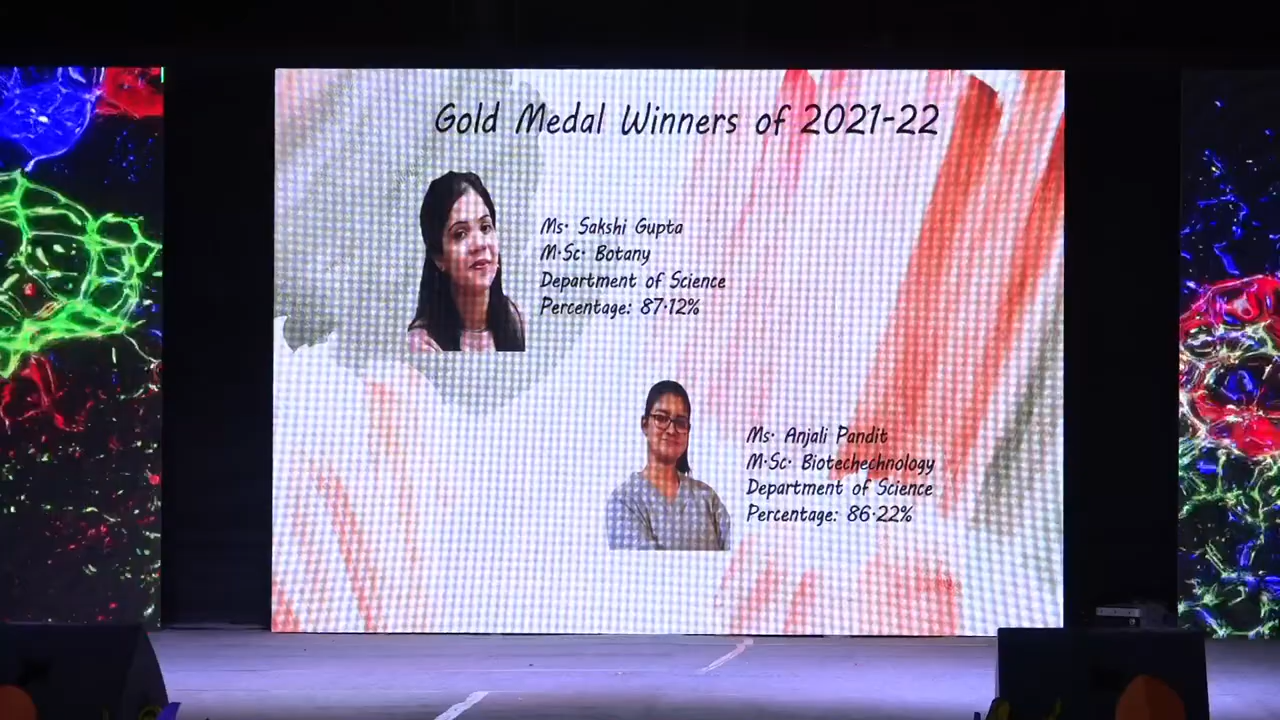 Gold Medal Winners of 2021-22
Ms. Sakshi Gupta
M.Sc. Botany
Department of Science
Percentage: 87.12%
Ms. Anjali Pandit
M.Sc. Biotechechnology
Department of Science
Percentage: 86.22%